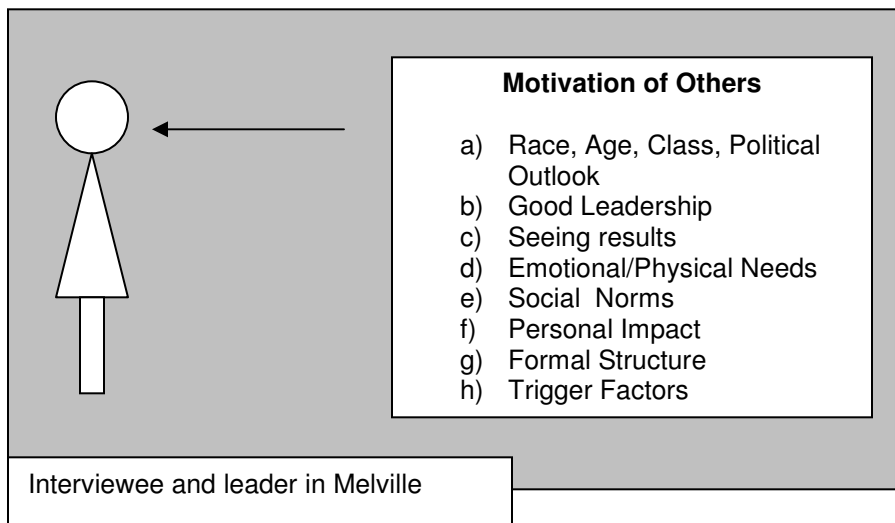 Motivation of Others
a) Race, Age, Class, Political
Outlook
b) Good Leadership
c) Seeing results
d) Emotional/Physical Needs
e) Social Norms
f) Personal Impact
g) Formal Structure
h) Trigger Factors
Interviewee and leader in Melville